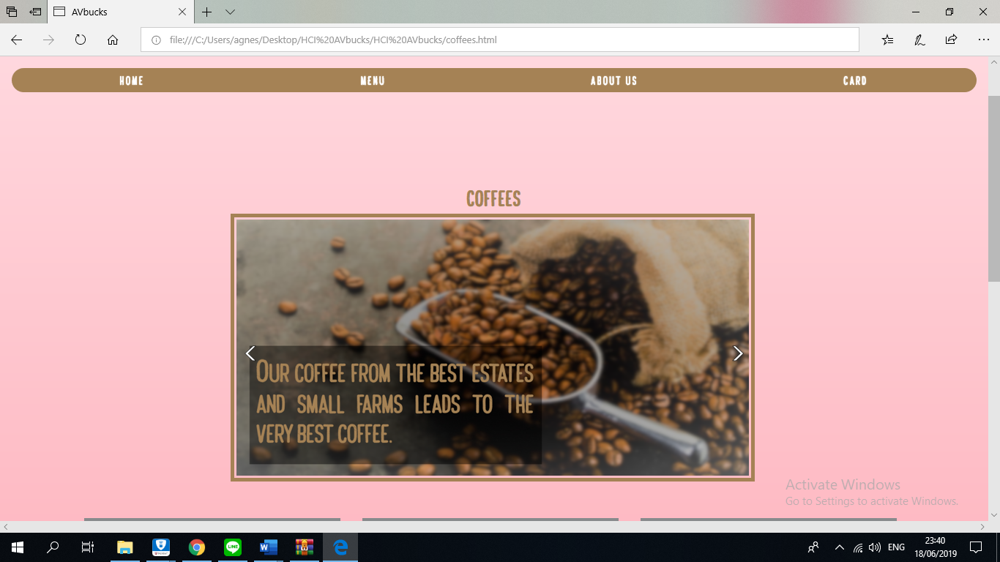 AVbucks
file:///C:/Users/agnes/Desktop/HCI%20AVbucks/HCI%20AVbucks/coffees.html
HOME MENU ABOUT US CARD
COFFEES
OUR COFFEE FROM THE BEST ESTATES
AND SMALL FARMS LEADS TO THE
VERY BEST COFFEE.
Activate Windows
Go to Settings to activate Windows.
ENG
23:40
18/06/2019